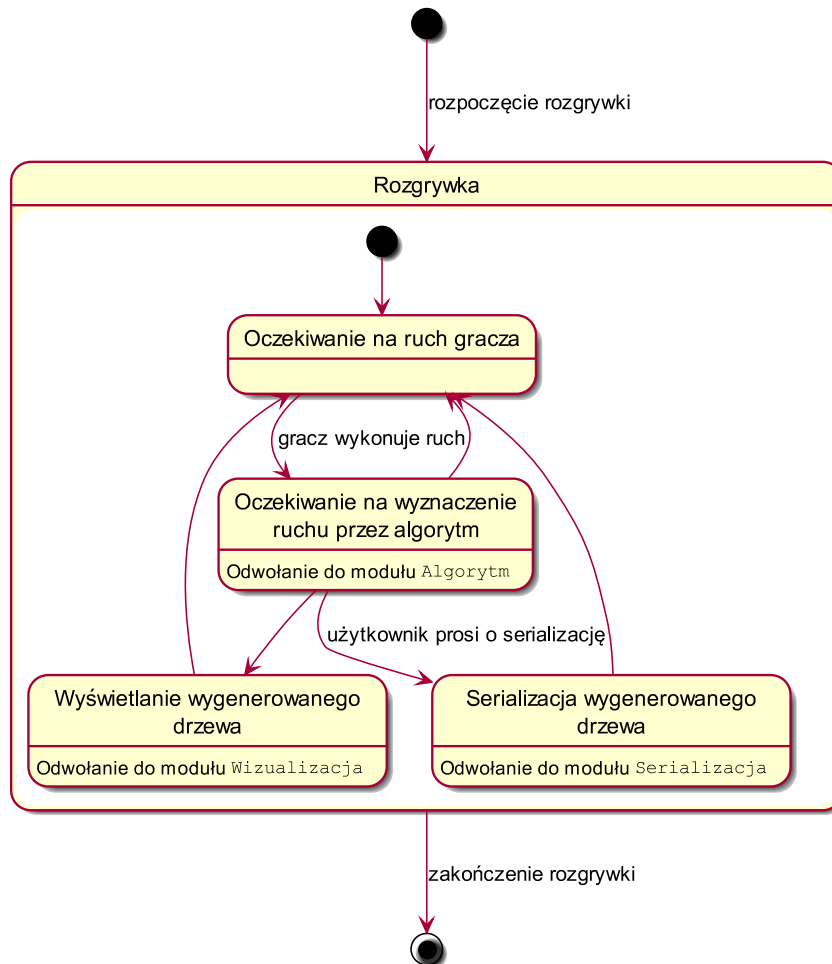 rozpoczęcie rozgrywki
Rozgrywka
Oczekiwanie na ruch gracza
gracz wykonuje ruch
Oczekiwanie na wyznaczenie
ruchu przez algorytm
Odwołanie do modułu Algorytm
użytkownik prosi o serializację
Wyświetlanie wygenerowanego
drzewa
Odwołanie do modułu Wizualizacja
Serializacja wygenerowanego
drzewa
Odwołanie do modułu Serializacja
zakończenie rozgrywki